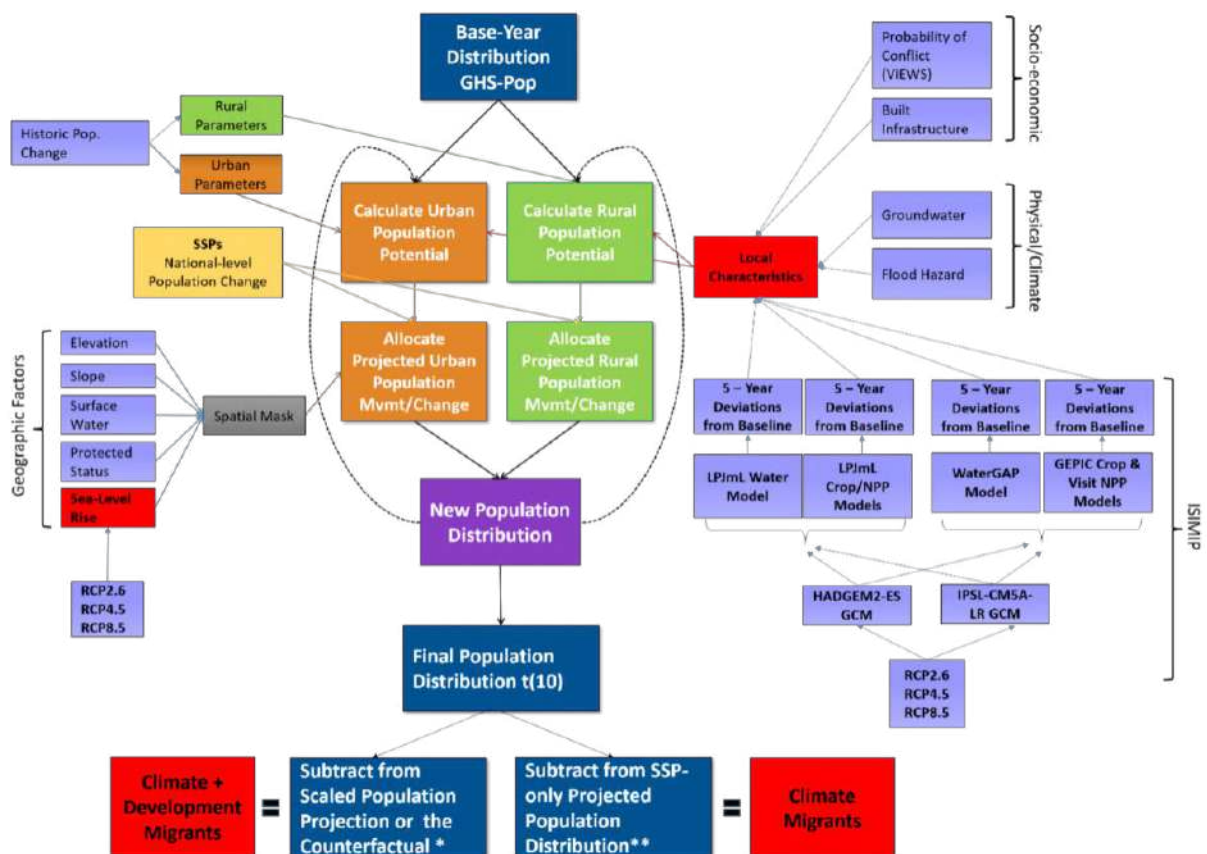 Base-Year
Distribution
GHS-Pop
Historic Pop.
Change
Rural
Parameters
Urban
Parameters
SSPs
National-level
Population Change
Calculate Urban
Population
Potential
Calculate Rural
Population
Potential
Local
Characteristics
Probability of
Conflict
(ViEWS)
Built
Infrastructure
Socio-economic
Groundwater
Flood Hazard
Physical/Climate
Geographic Factors
Elevation
Slope
Surface
Water
Protected
Status
Sea-Level
Rise
RCP2.6
RCP4.5
RCP8.5
Spatial Mask
Allocate
Projected Urban
Population
Mvmt/Change
Allocate
Projected Rural
Population
Mvmt/Change
New Population
Distribution
5 – Year
Deviations
from Baseline
5 – Year
Deviations
from Baseline
5 – Year
Deviations
from Baseline
5 – Year
Deviations
from Baseline
LPJmL Water
Model
LPJmL
Crop/NPP
Models
WaterGAP
Model
GEPIC Crop &
Visit NPP
Models
ISIMIP
HADGEM2-ES
GCM
IPSL-CM5A-
LR GCM
RCP2.6
RCP4.5
RCP8.5
Final Population
Distribution t(10)
Climate +
Development
Migrants
=
Subtract from
Scaled Population
Projection or the
Counterfactual *
Subtract from SSP-
only Projected
Population
Distribution**
=
Climate
Migrants